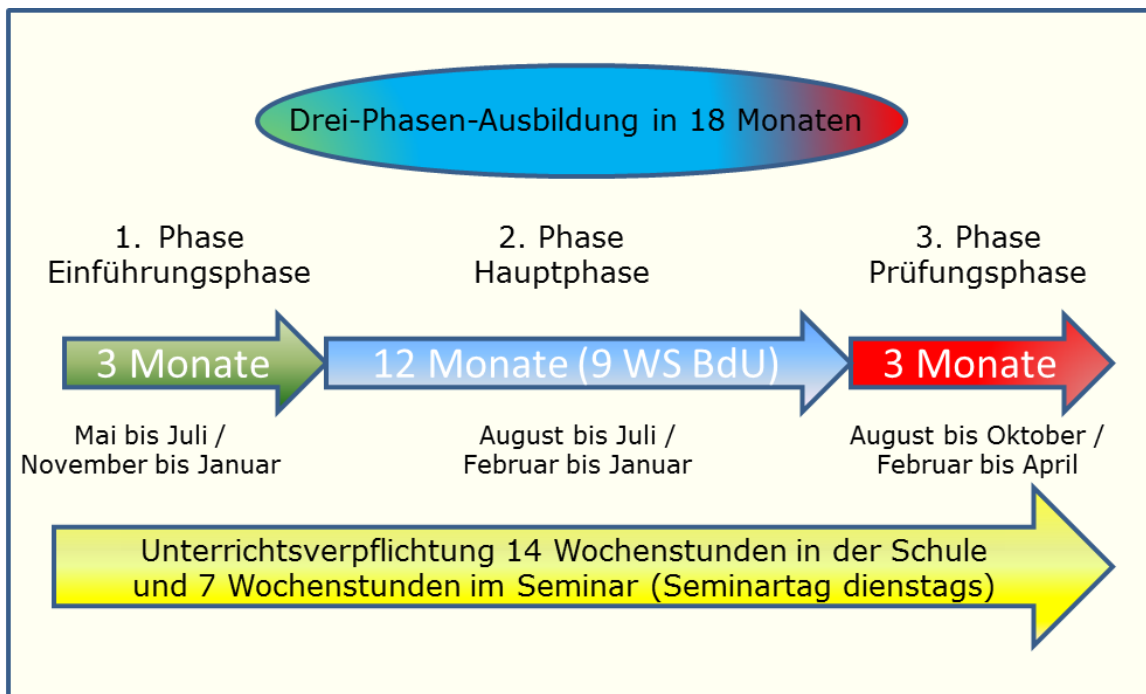 Drei-Phasen-Ausbildung in 18 Monaten
1. Phase
Einführungsphase
2. Phase
Hauptphase
3. Phase
Prüfungsphase
3 Monate
12 Monate (9 WS BdU)
3 Monate
Mai bis Juli /
November bis Januar
August bis Juli /
Februar bis Januar
August bis Oktober /
Februar bis April
Unterrichtsverpflichtung 14 Wochenstunden in der Schule
und 7 Wochenstunden im Seminar (Seminartag dienstags)